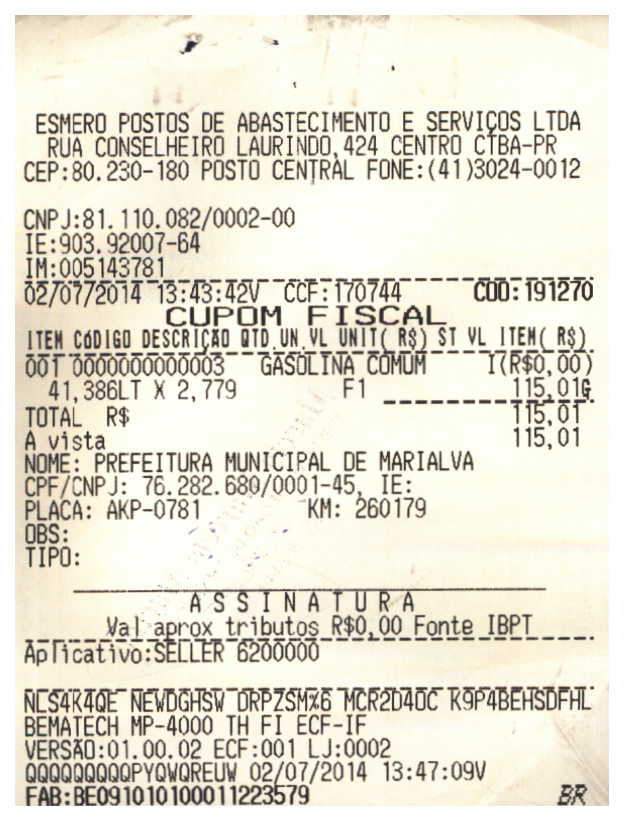 ESMERO POSTOS DE ABASTECIMENTO E SERVIÇOS LTDA
RUA CONSELHEIRO LAURINDO,424 CENTRO CTBA-PR
CEP:80.230-180 POSTO CENTRAL FONE:(41)3024-0012
CNPJ:81.110.082/0002-00
IE:903.92007-64
IM:005143781
02/07/2014 13:43:42V CCF:170744 COO:191270
CUPOM FISCAL
ITEM CÓDIGO DESCRIÇÃO QTD.UN.VL UNIT( R$) ST VL ITEM( R$)
001 0000000000003 GASOLINA COMUM I(R$0,00)
41,386LT X 2,779 F1 115,01G
TOTAL R$ 115,01
A vista 115,01
NOME: PREFEITURA MUNICIPAL DE MARIALVA
CPF/CNPJ: 76.282.680/0001-45, IE:
PLACA: AKP-0781 KM: 260179
OBS:
TIPO:
A S S I N A T U R A
Val aprox tributos R$0,00 Fonte IBPT
Aplicativo:SELLER 6200000
NLS4K4QE NEWDGHSW DRPZSM%6 MCR2D4OC K9P4BEHSDFHL
BEMATECH MP-4000 TH FI ECF-IF
VERSÃO:01.00.02 ECF:001 LJ:0002
QQQQQQQQQPYQWQREUW 02/07/2014 13:47:09V
FAB:BE091010100011223579 BR